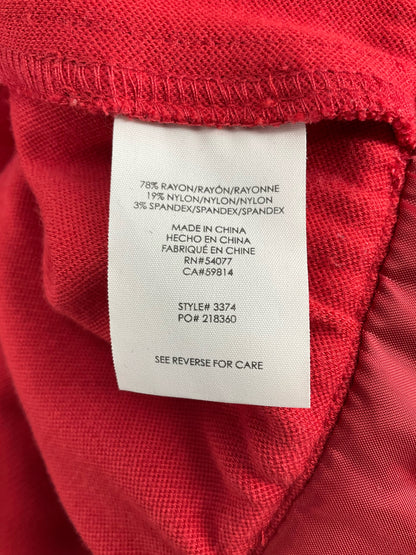 78% RAYON/RAYÓN/RAYONNE
19% NYLON/NYLON/NYLON
3% SPANDEX/SPANDEX/SPANDEX
MADE IN CHINA
HECHO EN CHINA
FABRIQUÉ EN CHINE
RN#54077
CA#59814
STYLE# 3374
PO# 218360
SEE REVERSE FOR CARE